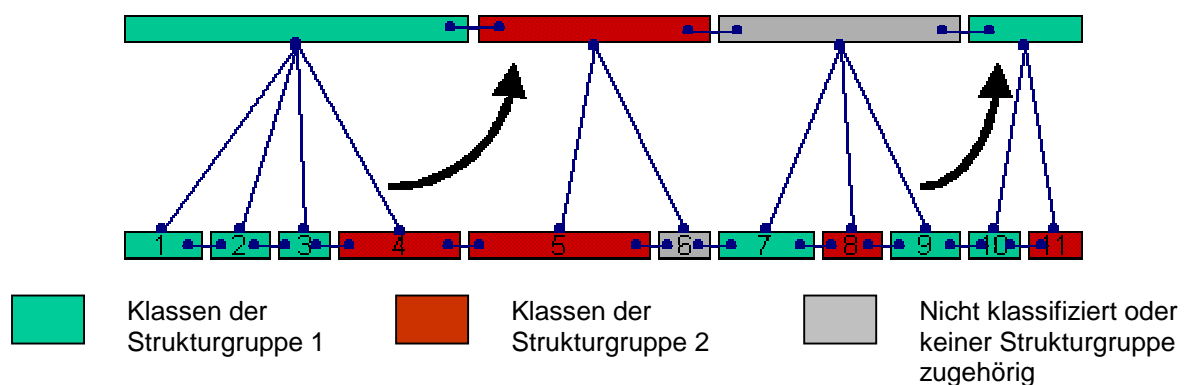 1 2 3 4 5 6 7 8 9 10 11
Klassen der
Strukturgruppe 1
Klassen der
Strukturgruppe 2
Nicht klassifiziert oder
keiner Strukturgruppe
zugehörig